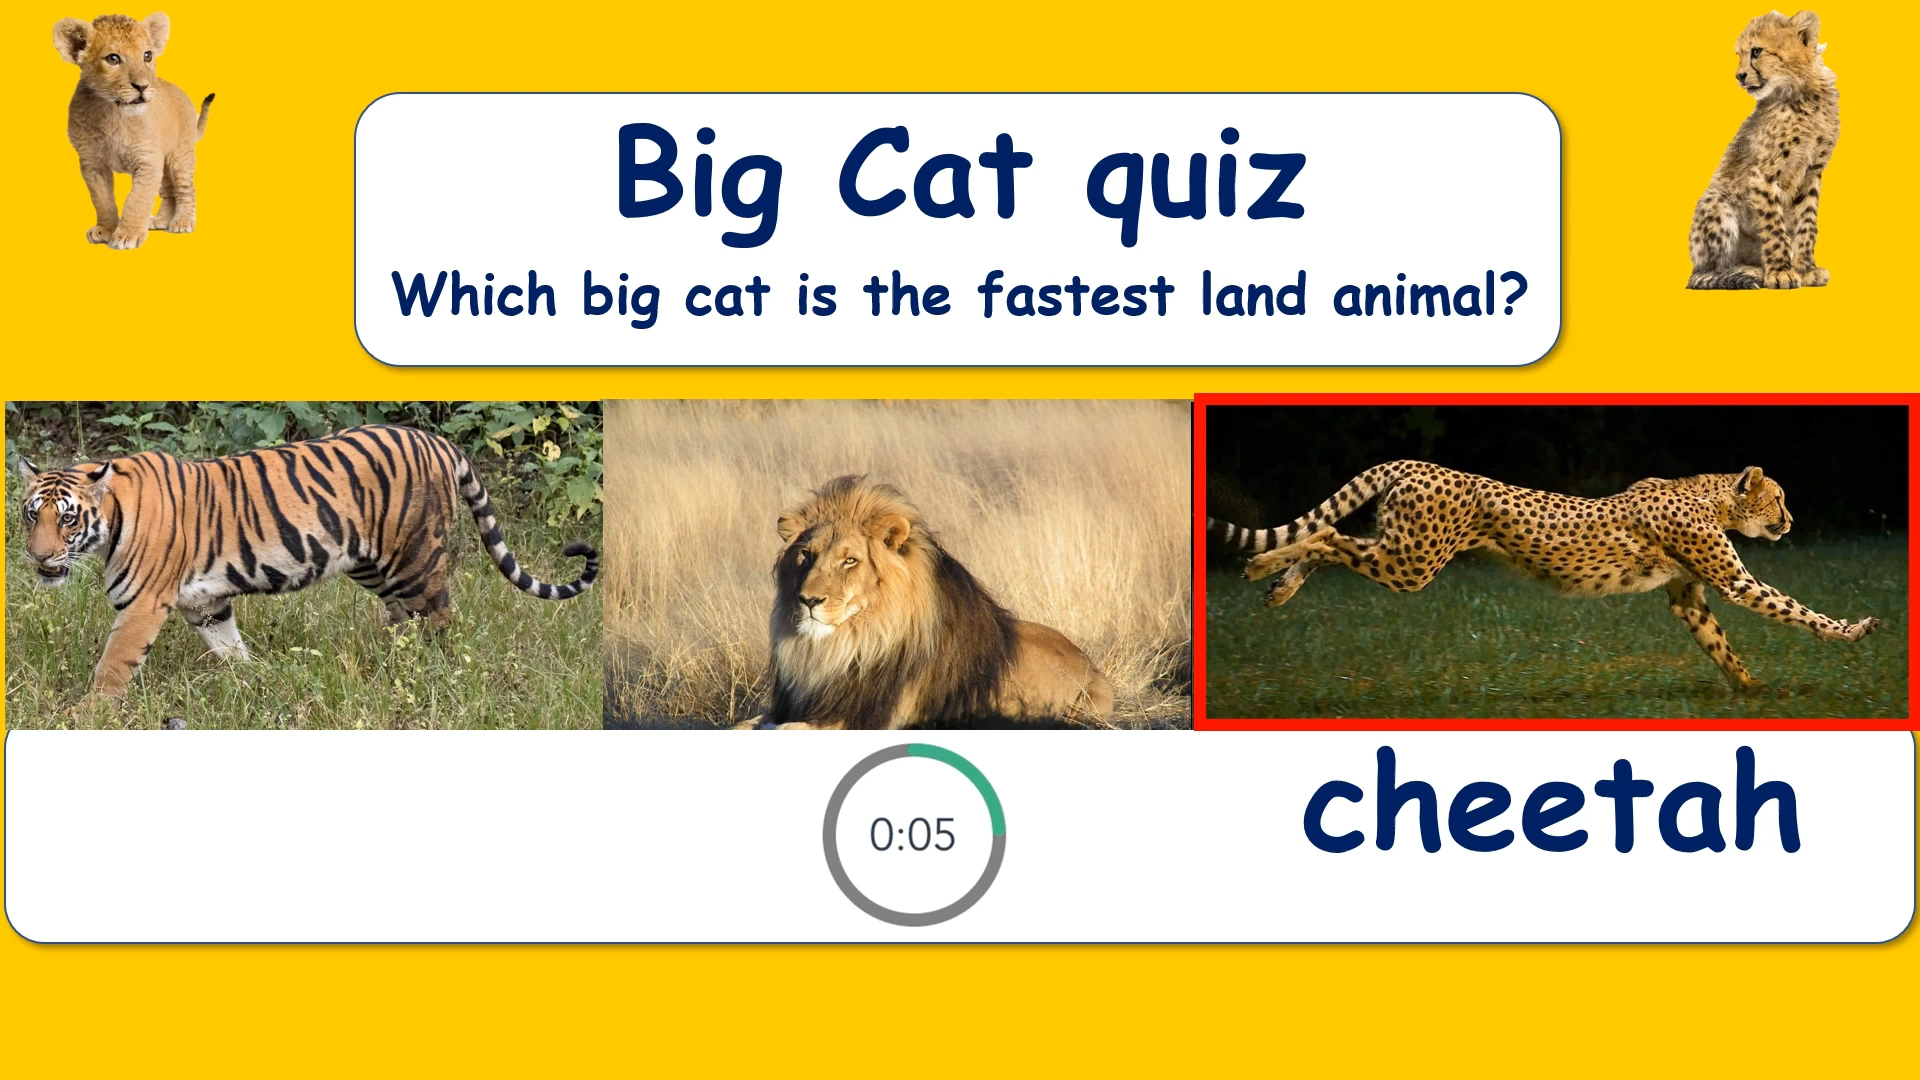 Big Cat quiz
Which big cat is the fastest land animal?
0:05
cheetah